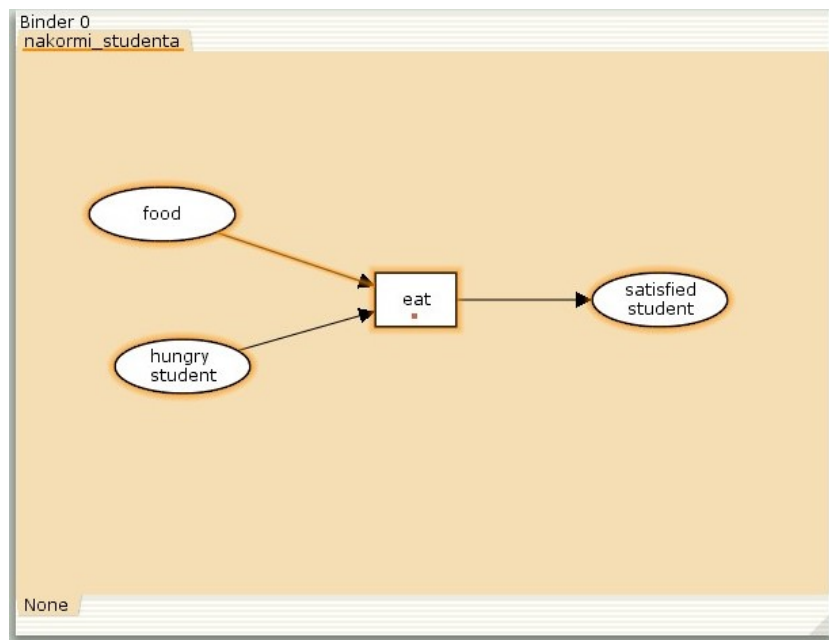 Binder 0
nakormi_studenta
food
eat
satisfied
student
hungry
student
None